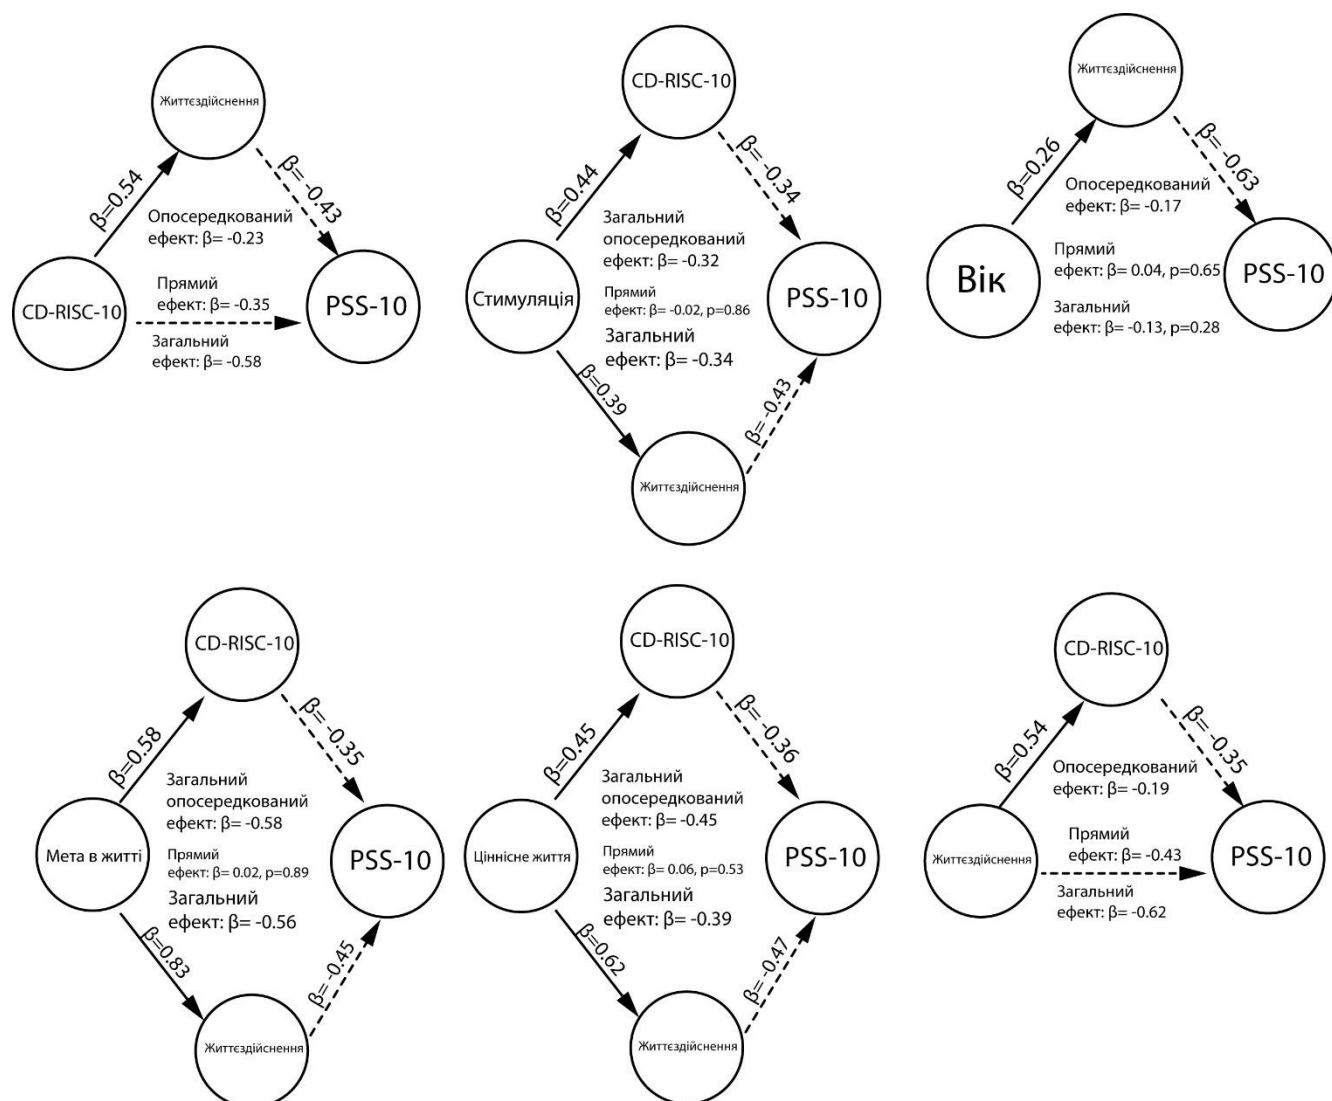 Життєздійснення
β=0.54
β= -0.43
Опосередкований
ефект: β= -0.23
CD-RISC-10
Прямий
ефект: β= -0.35
Загальний
ефект: β= -0.58
PSS-10
CD-RISC-10
β=0.44
β= -0.34
Загальний
опосередкований
ефект: β= -0.32
Стимуляція
Прямий
ефект: β= -0.02, p=0.86
Загальний
ефект: β= -0.34
PSS-10
β=0.39
β= -0.43
Життєздійснення
Життєздійснення
β=0.26
β= -0.63
Опосередкований
ефект: β= -0.17
Вік
Прямий
ефект: β= 0.04, p=0.65
Загальний
ефект: β= -0.13, p=0.28
PSS-10
CD-RISC-10
β=0.58
β= -0.35
Загальний
опосередкований
ефект: β= -0.58
Мета в житті
Прямий
ефект: β= 0.02, p=0.89
Загальний
ефект: β= -0.56
PSS-10
β=0.83
β= -0.45
Життєздійснення
CD-RISC-10
β=0.45
β= -0.36
Загальний
опосередкований
ефект: β= -0.45
Ціннісне життя
Прямий
ефект: β= 0.06, p=0.53
Загальний
ефект: β= -0.39
PSS-10
β=0.62
β= -0.47
Життєздійснення
CD-RISC-10
β=0.54
β= -0.35
Опосередкований
ефект: β= -0.19
Життєздійснення
Прямий
ефект: β= -0.43
Загальний
ефект: β= -0.62
PSS-10